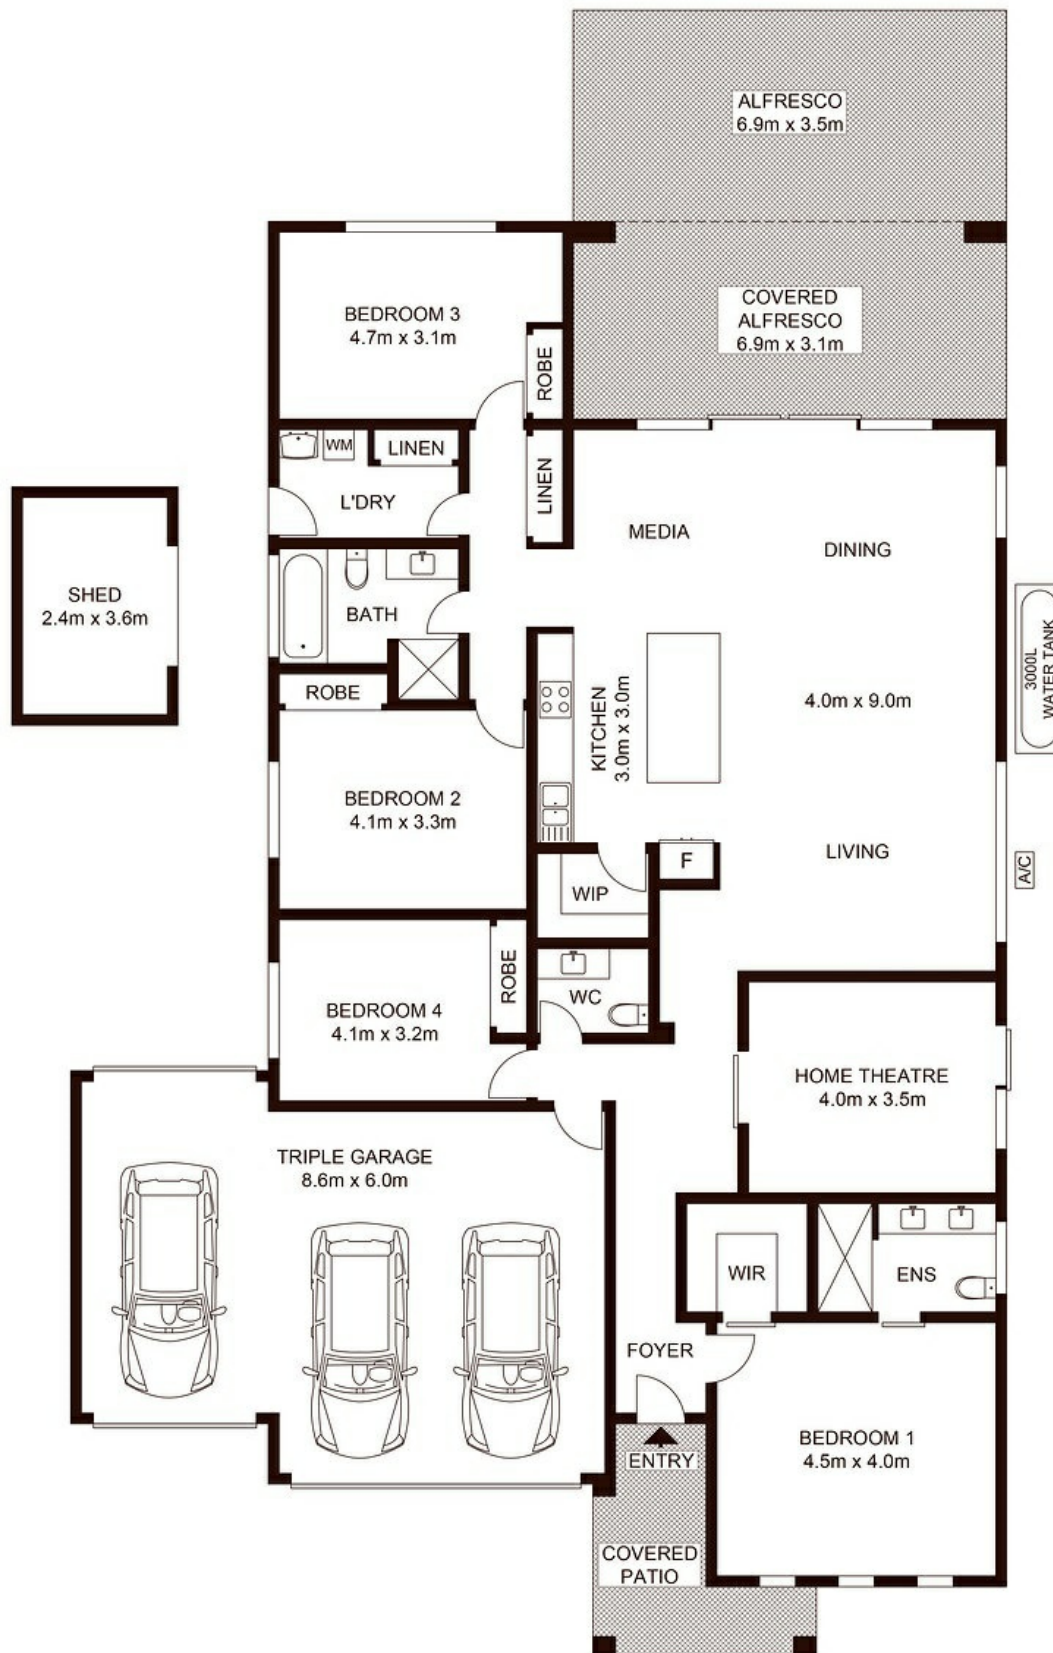 ALFRESCO
6.9m x 3.5m
COVERED
ALFRESCO
6.9m x 3.1m
BEDROOM 3
4.7m x 3.1m
ROBE
WM
LINEN
LINEN
L'DRY
MEDIA
DINING
SHED
2.4m x 3.6m
BATH
3000L
WATER TANK
ROBE
KITCHEN
3.0m x 3.0m
4.0m x 9.0m
BEDROOM 2
4.1m x 3.3m
LIVING
F
A/C
WIP
ROBE
WC
BEDROOM 4
4.1m x 3.2m
HOME THEATRE
4.0m x 3.5m
TRIPLE GARAGE
8.6m x 6.0m
WIR
ENS
FOYER
BEDROOM 1
4.5m x 4.0m
ENTRY
COVERED
PATIO